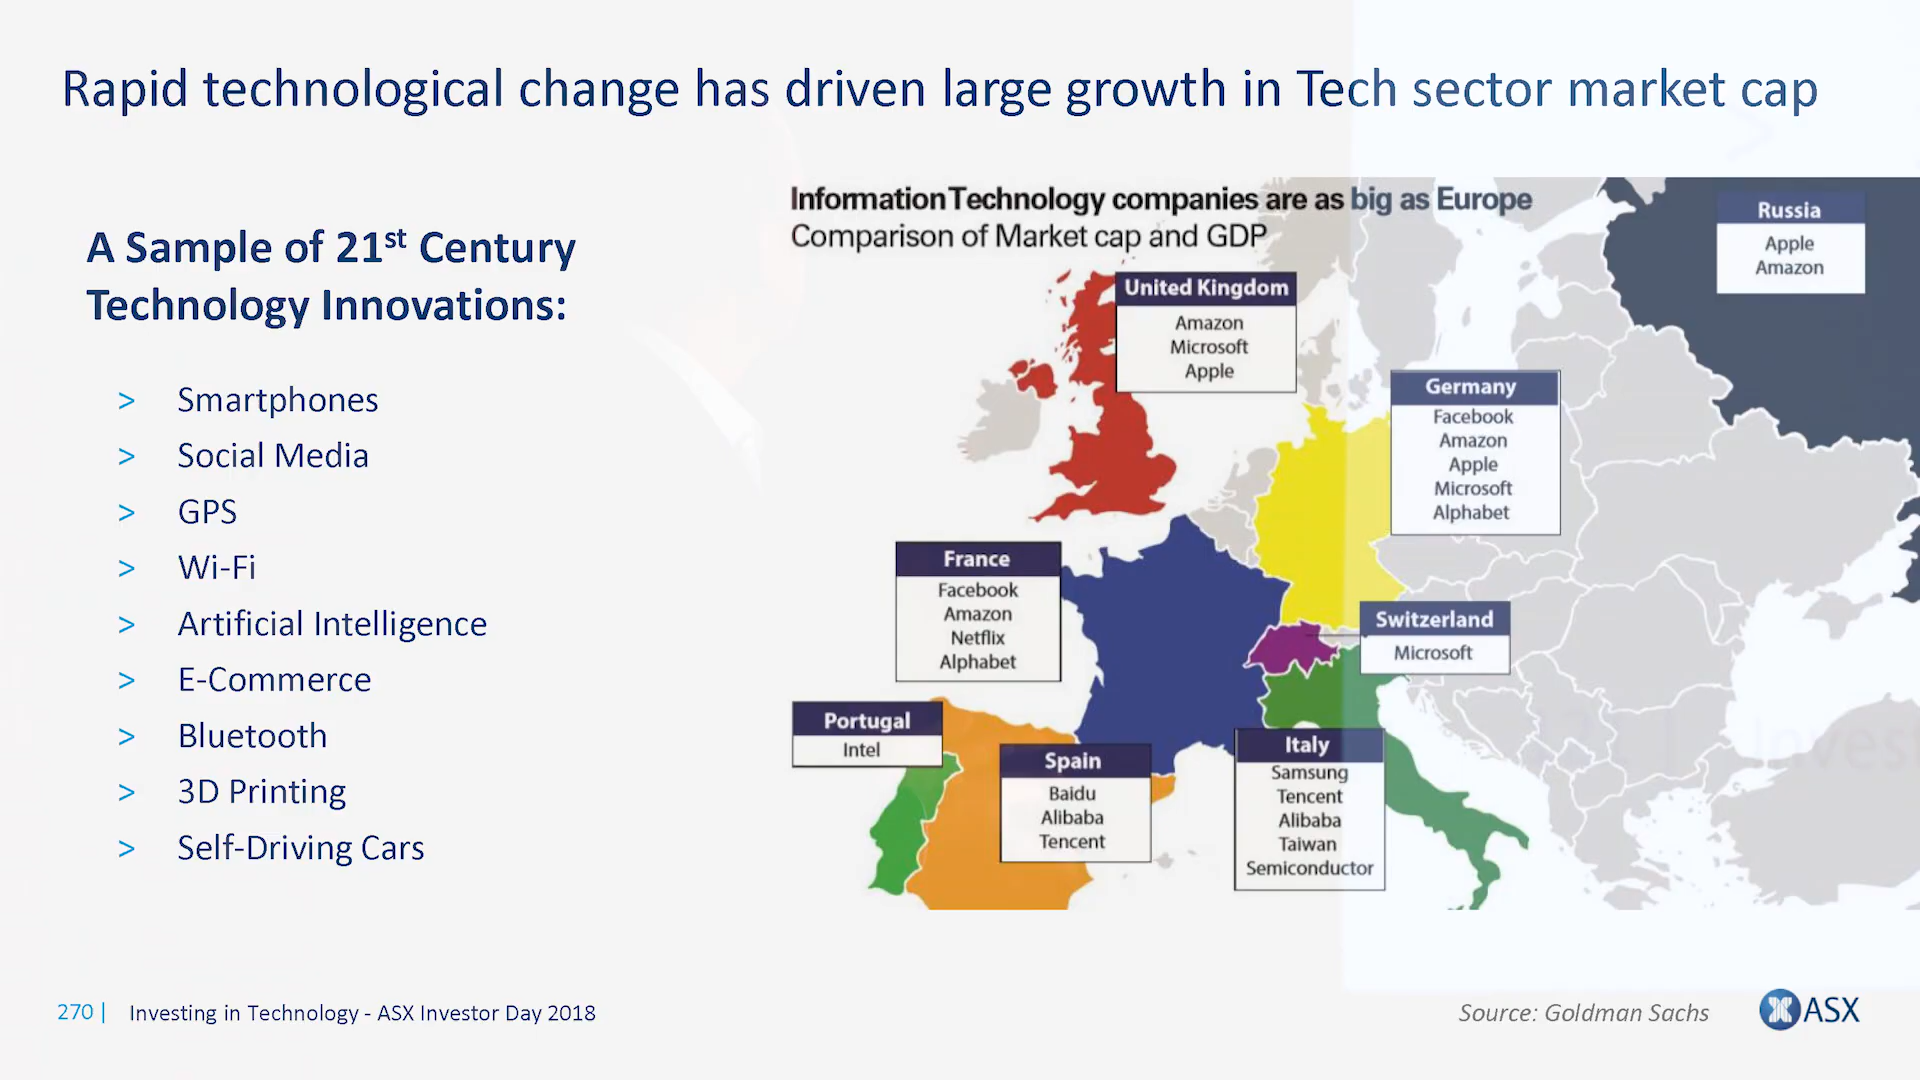 Rapid technological change has driven large growth in Tech sector market cap
A Sample of 21st Century
Technology Innovations:
> Smartphones
> Social Media
> GPS
> Wi-Fi
> Artificial Intelligence
> E-Commerce
> Bluetooth
> 3D Printing
> Self-Driving Cars
Information Technology companies are as big as Europe
Comparison of Market cap and GDP
Russia
Apple
Amazon
United Kingdom
Amazon
Microsoft
Apple
Germany
Facebook
Amazon
Apple
Microsoft
Alphabet
France
Facebook
Amazon
Netflix
Alphabet
Switzerland
Microsoft
Portugal
Intel
Spain
Baidu
Alibaba
Tencent
Italy
Samsung
Tencent
Alibaba
Taiwan
Semiconductor
270 | Investing in Technology - ASX Investor Day 2018
Source: Goldman Sachs
ASX